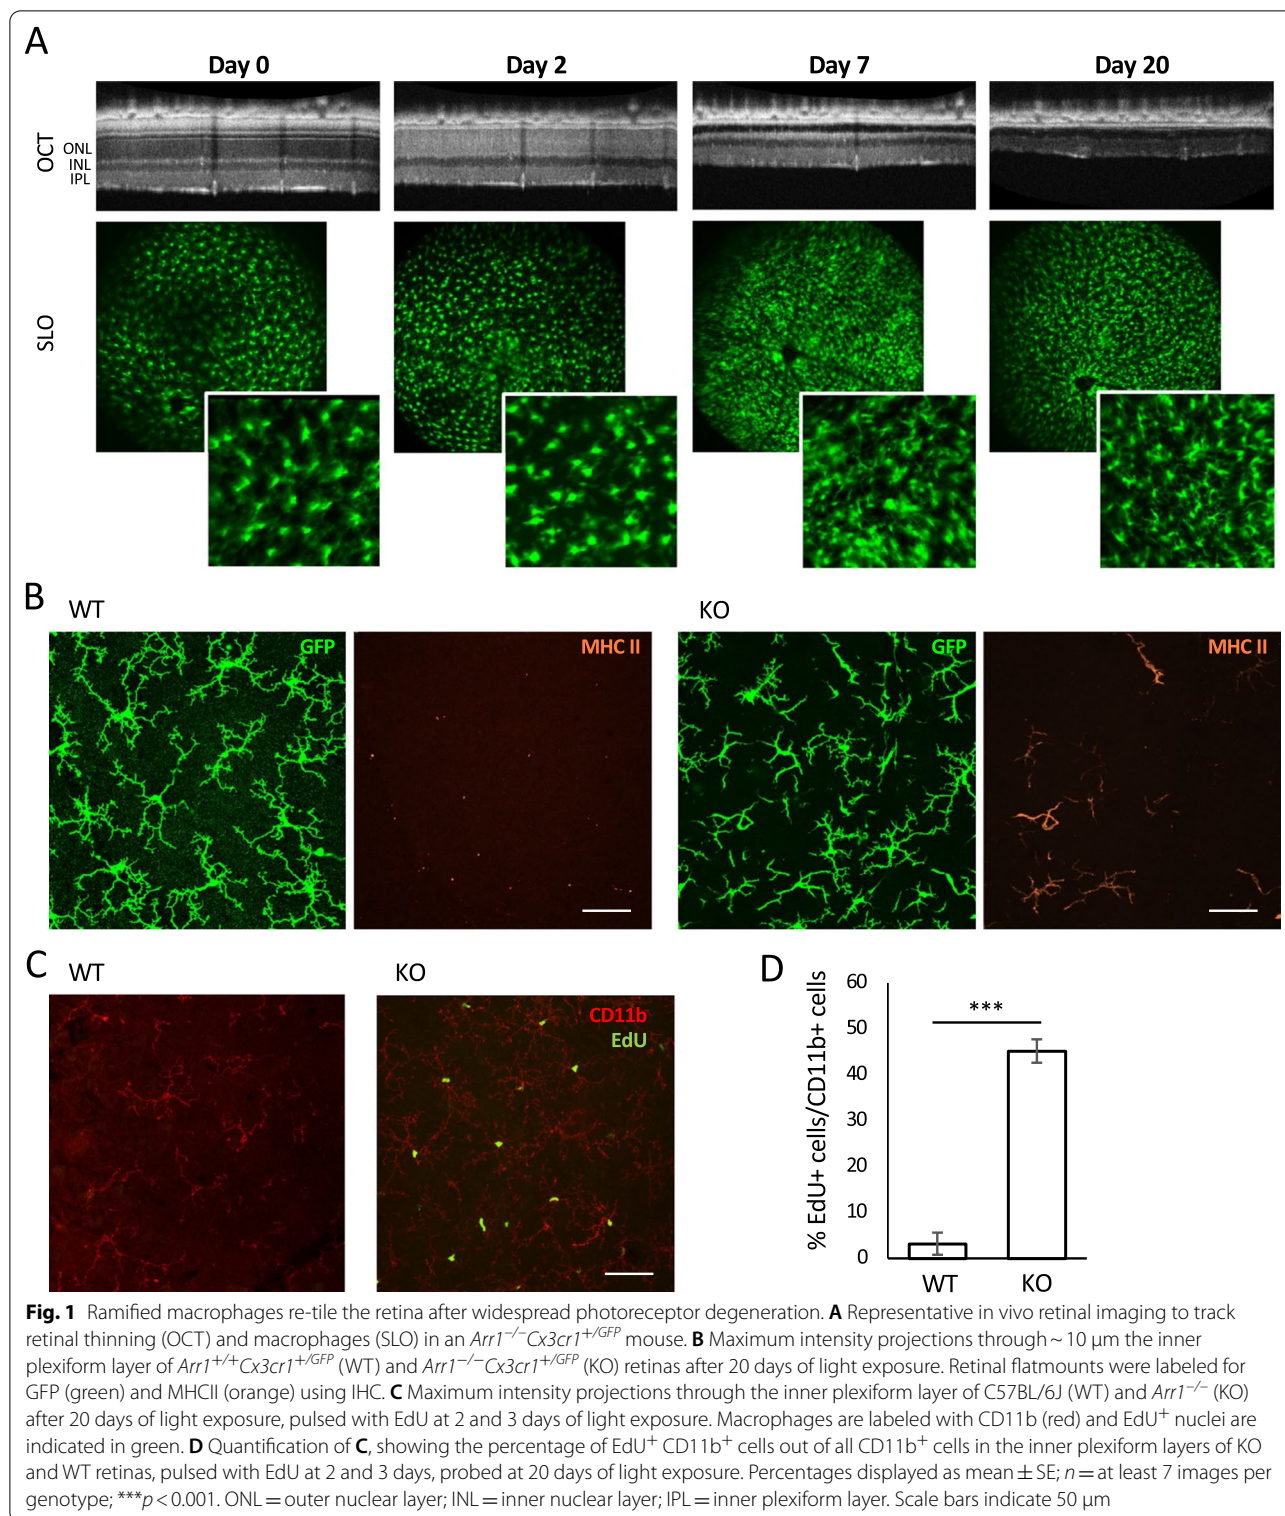 A
Day 0
Day 2
Day 7
Day 20
OCT
ONL
INL
IPL
SLO
B
WT
KO
GFP
MHC II
GFP
MHC II
C
WT
KO
CD11b
EdU
D
% EdU+ cells/CD11b+ cells
60
50
40
30
20
10
0
***
WT
KO
Fig. 1 Ramified macrophages re-tile the retina after widespread photoreceptor degeneration. A Representative in vivo retinal imaging to track
retinal thinning (OCT) and macrophages (SLO) in an Arr1−/−Cx3cr1+/GFP mouse. B Maximum intensity projections through ~ 10 μm the inner
plexiform layer of Arr1+/+Cx3cr1+/GFP (WT) and Arr1−/−Cx3cr1+/GFP (KO) retinas after 20 days of light exposure. Retinal flatmounts were labeled for
GFP (green) and MHCII (orange) using IHC. C Maximum intensity projections through the inner plexiform layer of C57BL/6J (WT) and Arr1−/− (KO)
after 20 days of light exposure, pulsed with EdU at 2 and 3 days of light exposure. Macrophages are labeled with CD11b (red) and EdU+ nuclei are
indicated in green. D Quantification of C, showing the percentage of EdU+ CD11b+ cells out of all CD11b+ cells in the inner plexiform layers of KO
and WT retinas, pulsed with EdU at 2 and 3 days, probed at 20 days of light exposure. Percentages displayed as mean ± SE; n = at least 7 images per
genotype; ***p < 0.001. ONL = outer nuclear layer; INL = inner nuclear layer; IPL = inner plexiform layer. Scale bars indicate 50 μm